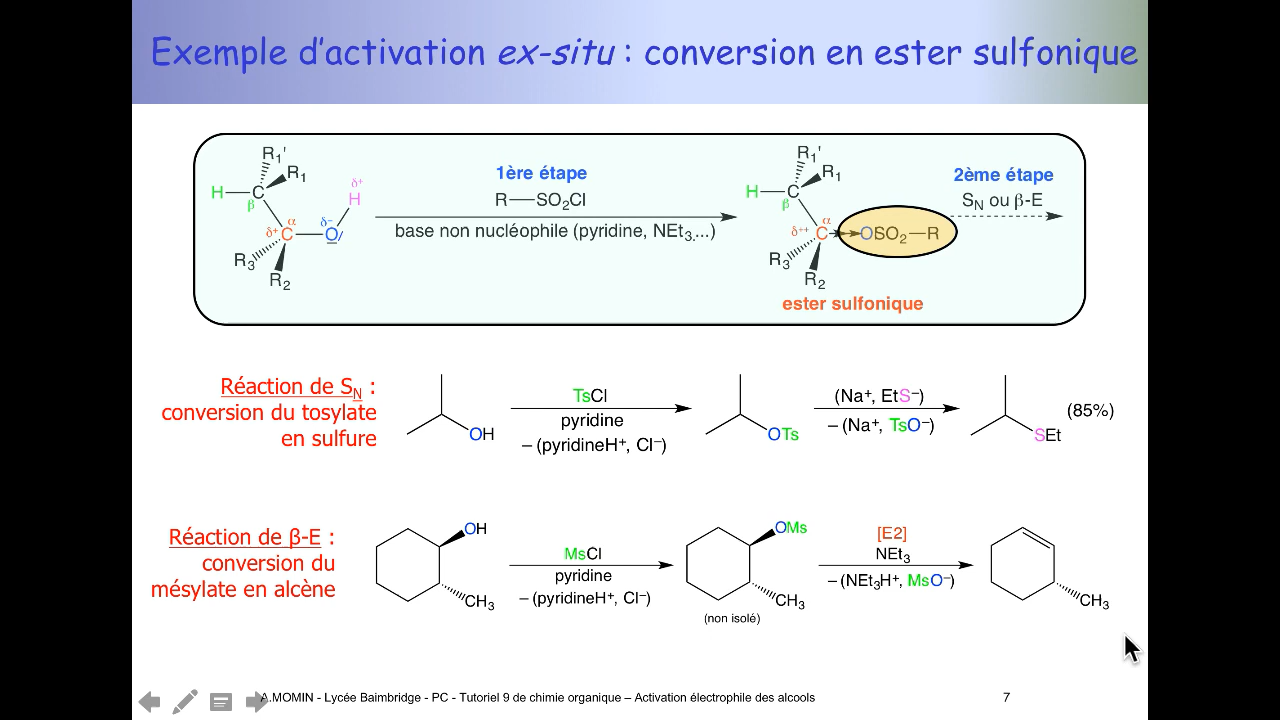 Exemple d'activation ex-situ : conversion en ester sulfonique
R₁'
R₁
H C
β
δ⁺
H
α
δ⁺ C δ⁻ O
R₃
R₂
1ère étape
R—SO₂Cl
base non nucléophile (pyridine, NEt₃....)
R₁'
R₁
H C
β
α
δ⁺⁺ C OSO₂—R
R₃
R₂
ester sulfonique
2ème étape
S_N ou β-E
Réaction de S_N :
conversion du tosylate
en sulfure
OH
TsCl
pyridine
– (pyridineH⁺, Cl⁻)
OTs
(Na⁺, EtS⁻)
– (Na⁺, TsO⁻)
SEt
(85%)
Réaction de β-E :
conversion du
mésylate en alcène
OH
CH₃
MsCl
pyridine
– (pyridineH⁺, Cl⁻)
OMs
CH₃
(non isolé)
[E2]
NEt₃
– (NEt₃H⁺, MsO⁻)
CH₃
A.MOMIN - Lycée Baimbridge - PC - Tutoriel 9 de chimie organique – Activation électrophile des alcools
7